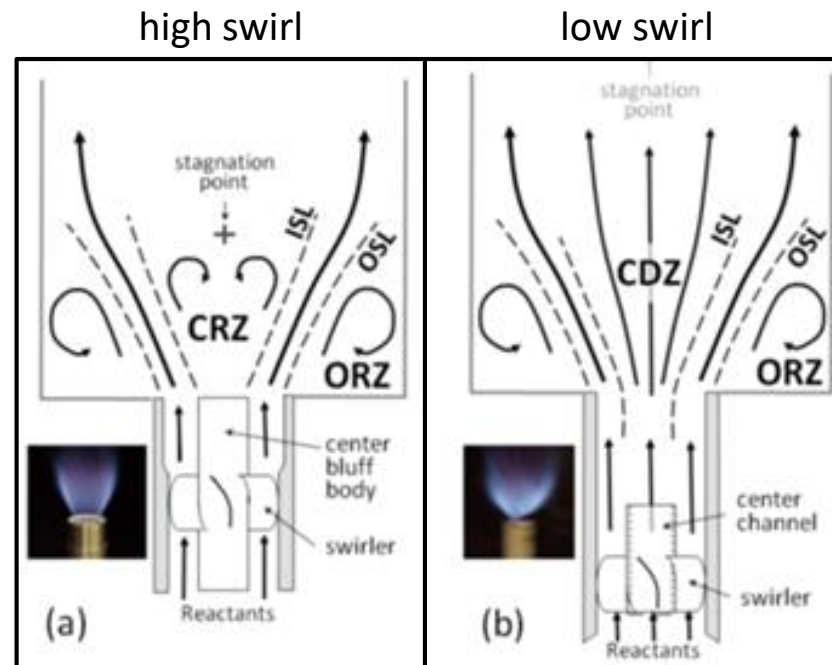 high swirl
low swirl
stagnation
point
ISL
OSL
CRZ
ORZ
center
bluff
body
swirler
Reactants
(a)
stagnation
point
ISL
OSL
CDZ
ORZ
center
channel
swirler
Reactants
(b)